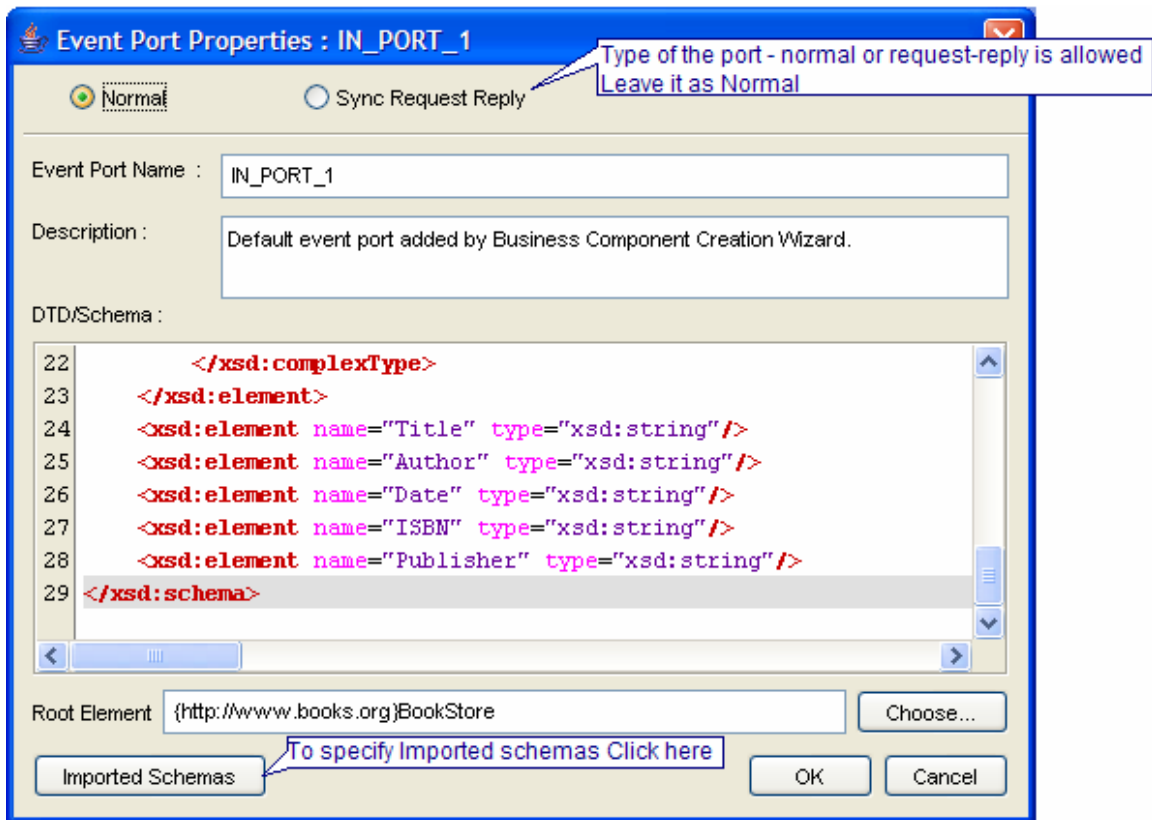 Event Port Properties : IN_PORT_1
Type of the port - normal or request-reply is allowed
Leave it as Normal
Normal
Sync Request Reply
Event Port Name :
IN_PORT_1
Description :
Default event port added by Business Component Creation Wizard.
DTD/Schema :
22 </xsd:complexType>
23 </xsd:element>
24 <xsd:element name="Title" type="xsd:string"/>
25 <xsd:element name="Author" type="xsd:string"/>
26 <xsd:element name="Date" type="xsd:string"/>
27 <xsd:element name="ISBN" type="xsd:string"/>
28 <xsd:element name="Publisher" type="xsd:string"/>
29 </xsd:schema>
Root Element
{http://www.books.org}BookStore
Choose...
To specify Imported schemas Click here
Imported Schemas
OK
Cancel